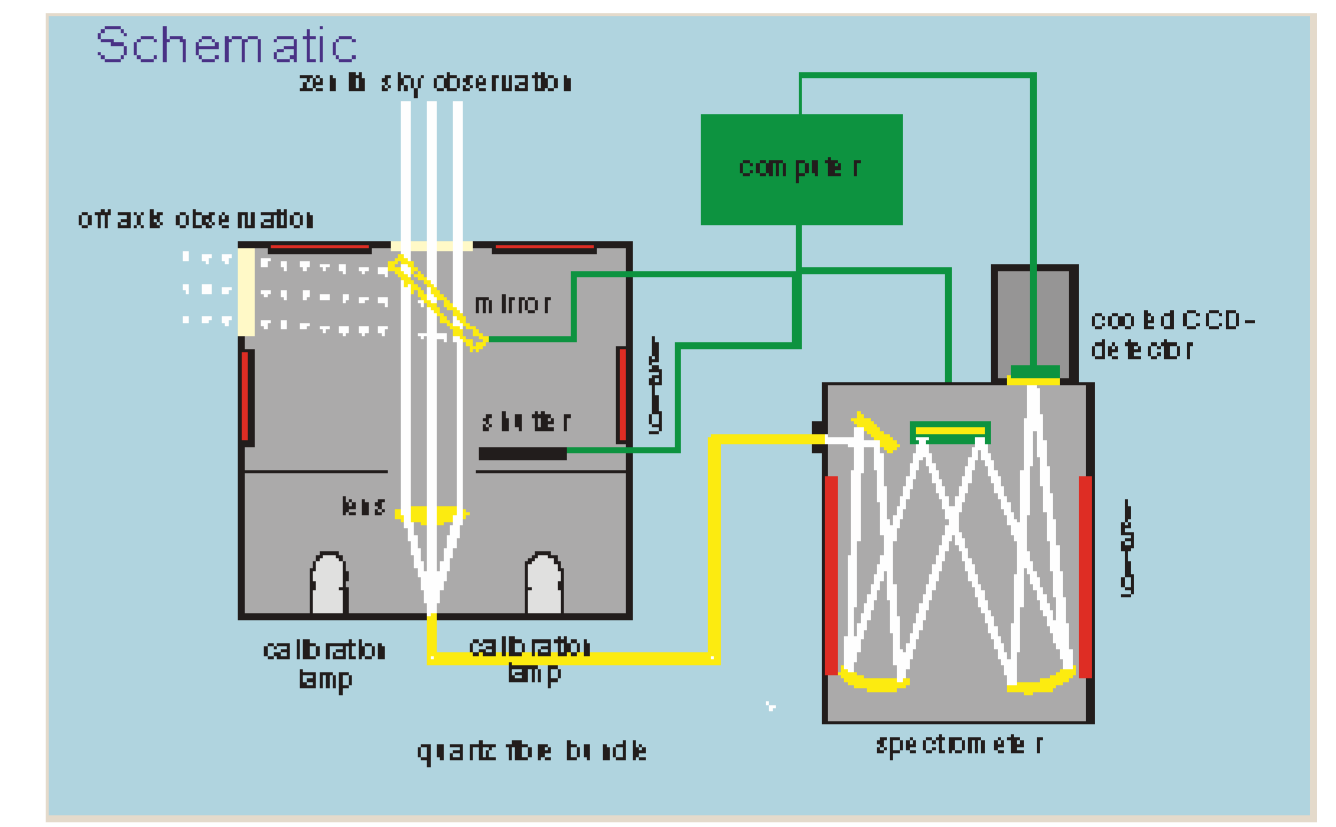 Schematic
zenith sky observation
computer
off axis observation
mirror
cooled CCD-
detector
shutter
lens
calibration
lamp
calibration
lamp
quartz fibre bundle
spectrometer